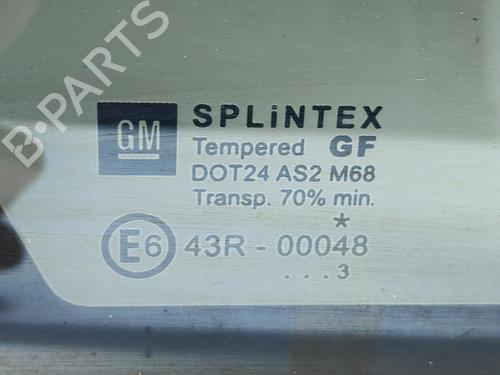 B-PARTS
GM
SPLiNTEX
Tempered GF
DOT24 AS2 M68
Transp. 70% min.
*
E6 43R - 00048
. . . 3